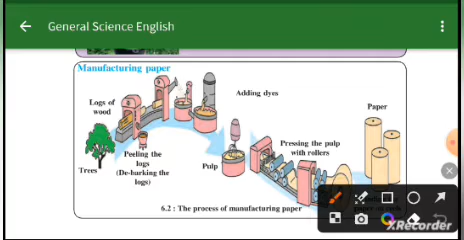 General Science English
Manufacturing paper
Logs of
wood
Adding dyes
Paper
Peeling the
logs
(De-barking the
logs)
Trees
Pulp
Pressing the pulp
with rollers
6.2 : The process of manufacturing paper
XRecorder